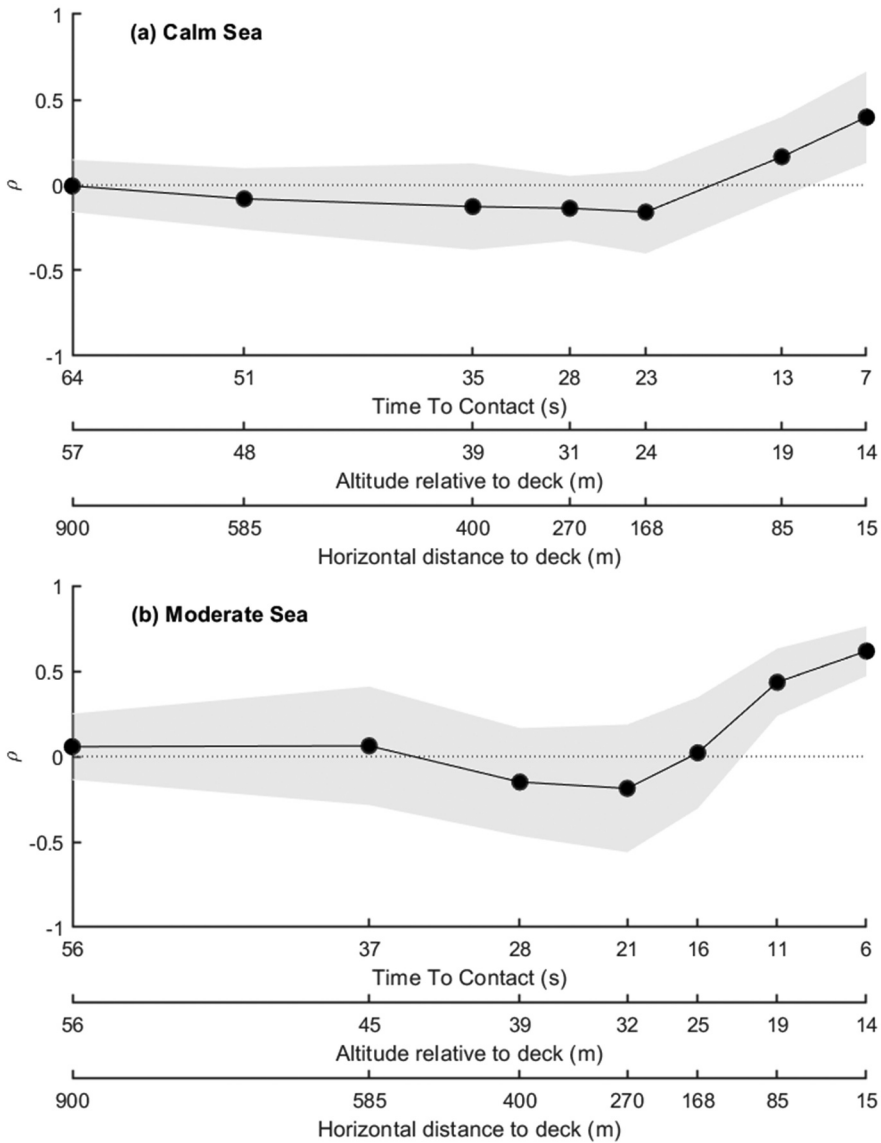 1
(a) Calm Sea
0.5
ρ
0
-0.5
-1
64 51 35 28 23 13 7
Time To Contact (s)
57 48 39 31 24 19 14
Altitude relative to deck (m)
900 585 400 270 168 85 15
Horizontal distance to deck (m)
1
(b) Moderate Sea
0.5
ρ
0
-0.5
-1
56 37 28 21 16 11 6
Time To Contact (s)
56 45 39 32 25 19 14
Altitude relative to deck (m)
900 585 400 270 168 85 15
Horizontal distance to deck (m)